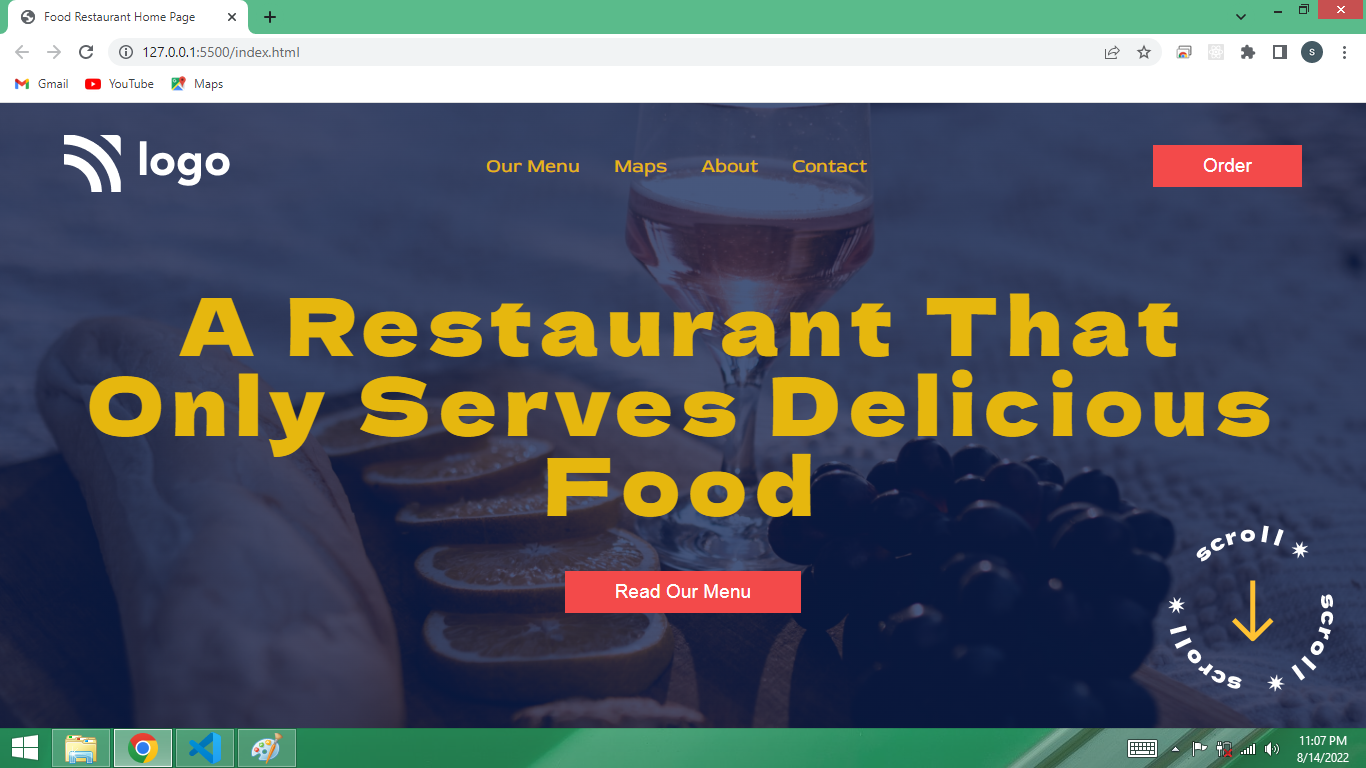 Food Restaurant Home Page
127.0.0.1:5500/index.html
S
Gmail YouTube Maps
logo
Our Menu Maps About Contact
Order
A Restaurant That
Only Serves Delicious
Food
Read Our Menu
scroll
scroll
scroll
11:07 PM
8/14/2022